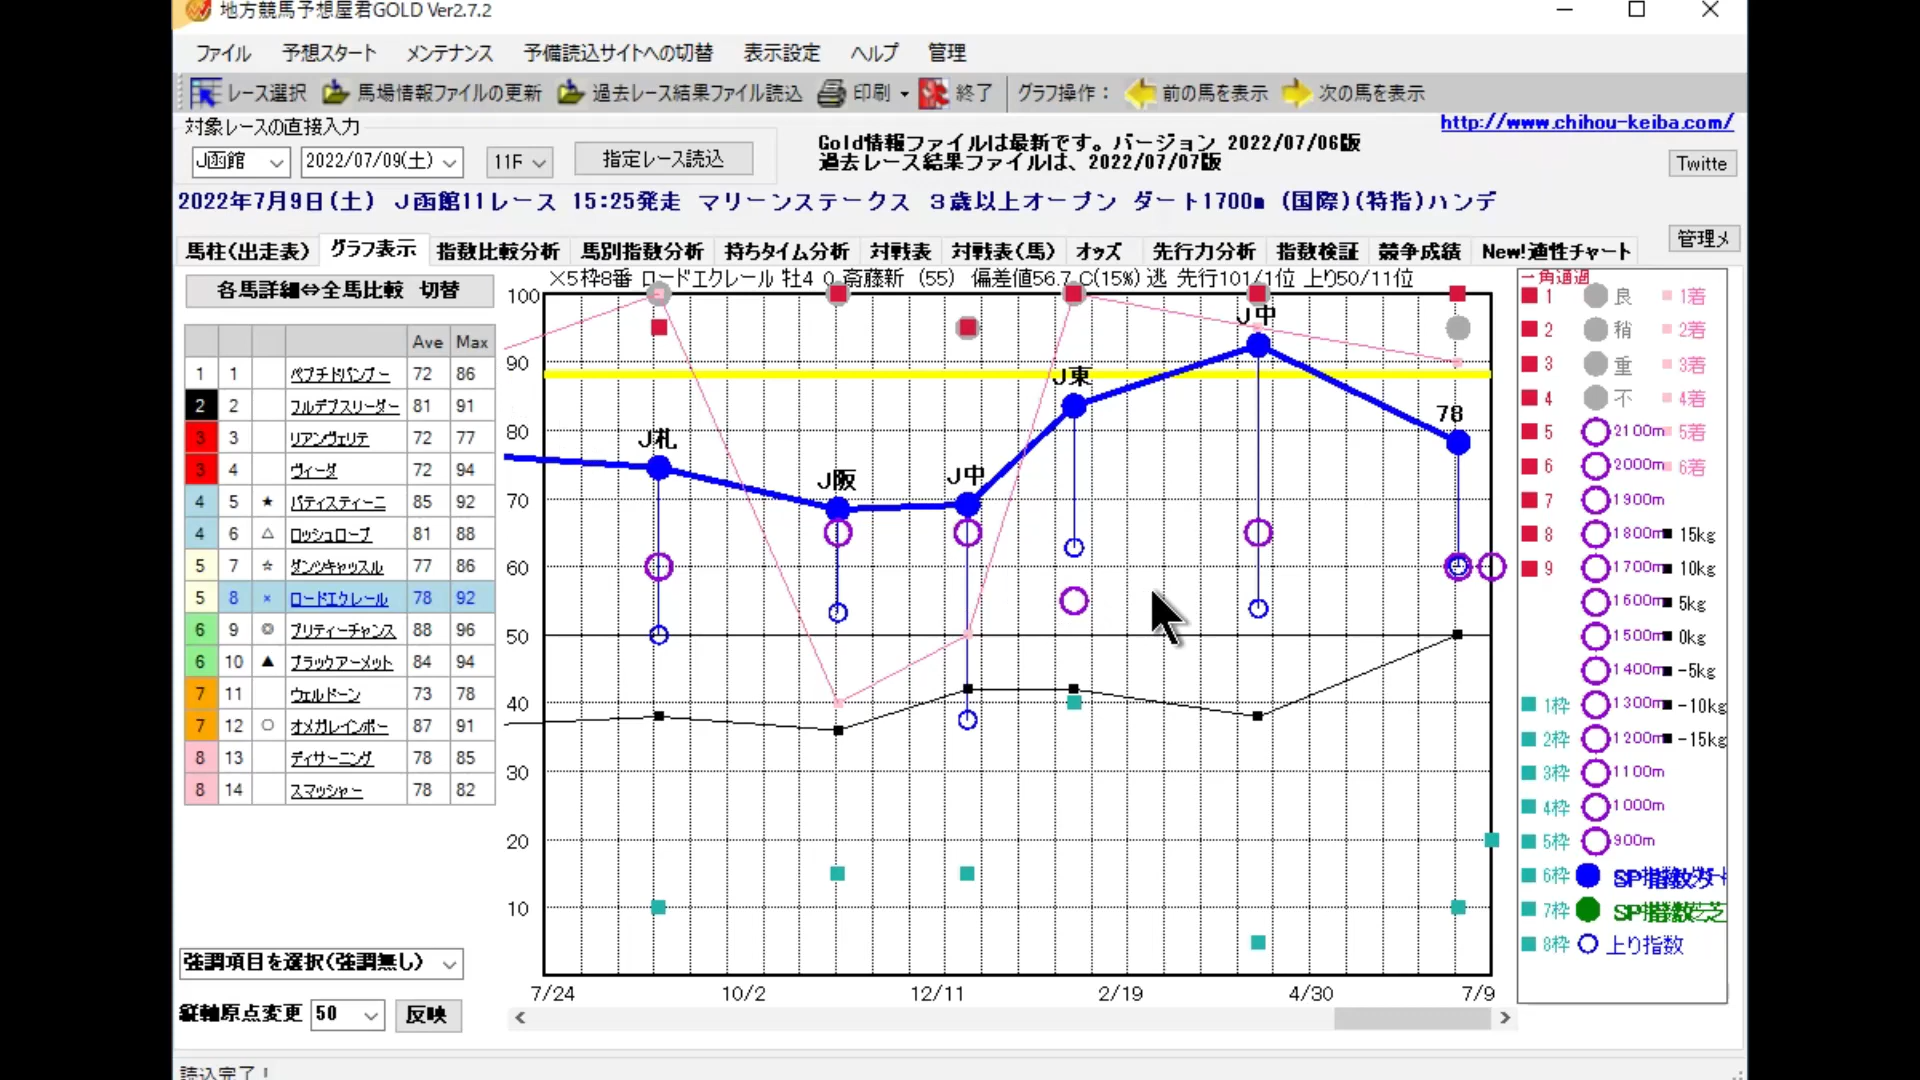 地方競馬予想屋君GOLD Ver2.7.2
ファイル 予想スタート メンテナンス 予備読込サイトへの切替 表示設定 ヘルプ 管理
レース選択 馬場情報ファイルの更新 過去レース結果ファイル読込 印刷 終了 グラフ操作： 前の馬を表示 次の馬を表示
対象レースの直接入力
http://www.chihou-keiba.com/
J函館 2022/07/09(土) 11F 指定レース読込
Gold情報ファイルは最新です。バージョン 2022/07/06版
過去レース結果ファイルは、2022/07/07版
Twitte
2022年7月9日(土) J函館11レース 15:25発走 マリーンステークス 3歳以上オープン ダート1700m (国際)(特指)ハンデ
管理メ
馬柱(出走表) グラフ表示 指数比較分析 馬別指数分析 持ちタイム分析 対戦表 対戦表(馬) オッズ 先行力分析 指数検証 競争成績 New!適性チャート
各馬詳細⇔全馬比較 切替
×5枠8番 ロードエクレール 牡4 0 斎藤新 (55) 偏差値56.7 C(15%) 逃 先行101/1位 上り50/11位
Ave Max
1 1 ペプチドバンブー 72 86
2 2 フルデプスリーダー 81 91
3 3 リアンヴェリテ 72 77
3 4 ヴィーダ 72 94
4 5 ★ バティスティーニ 85 92
4 6 △ ロッシュローブ 81 88
5 7 ☆ ダンツキャッスル 77 86
5 8 × ロードエクレール 78 92
6 9 ◎ プリティーチャンス 88 96
6 10 ▲ ブラックアーメット 84 94
7 11 ウェルドーン 73 78
7 12 ○ オメガレインボー 87 91
8 13 ディサーニング 78 85
8 14 スマッシャー 78 82
100
90
80
70
60
50
40
30
20
10
J札
J阪
J中
J東
J中
78
7/24 10/2 12/11 2/19 4/30 7/9
一角通過
1 良 1着
2 稍 2着
3 重 3着
4 不 4着
5 2100m 5着
6 2000m 6着
7 1900m
8 1800m 15kg
9 1700m 10kg
1600m 5kg
1500m 0kg
1400m -5kg
1枠 1300m -10kg
2枠 1200m -15kg
3枠 1100m
4枠 1000m
5枠 900m
6枠 SP指数
7枠 SP指数芝
8枠 上り指数
強調項目を選択(強調無し)
縦軸原点変更 50 反映
読込完了！